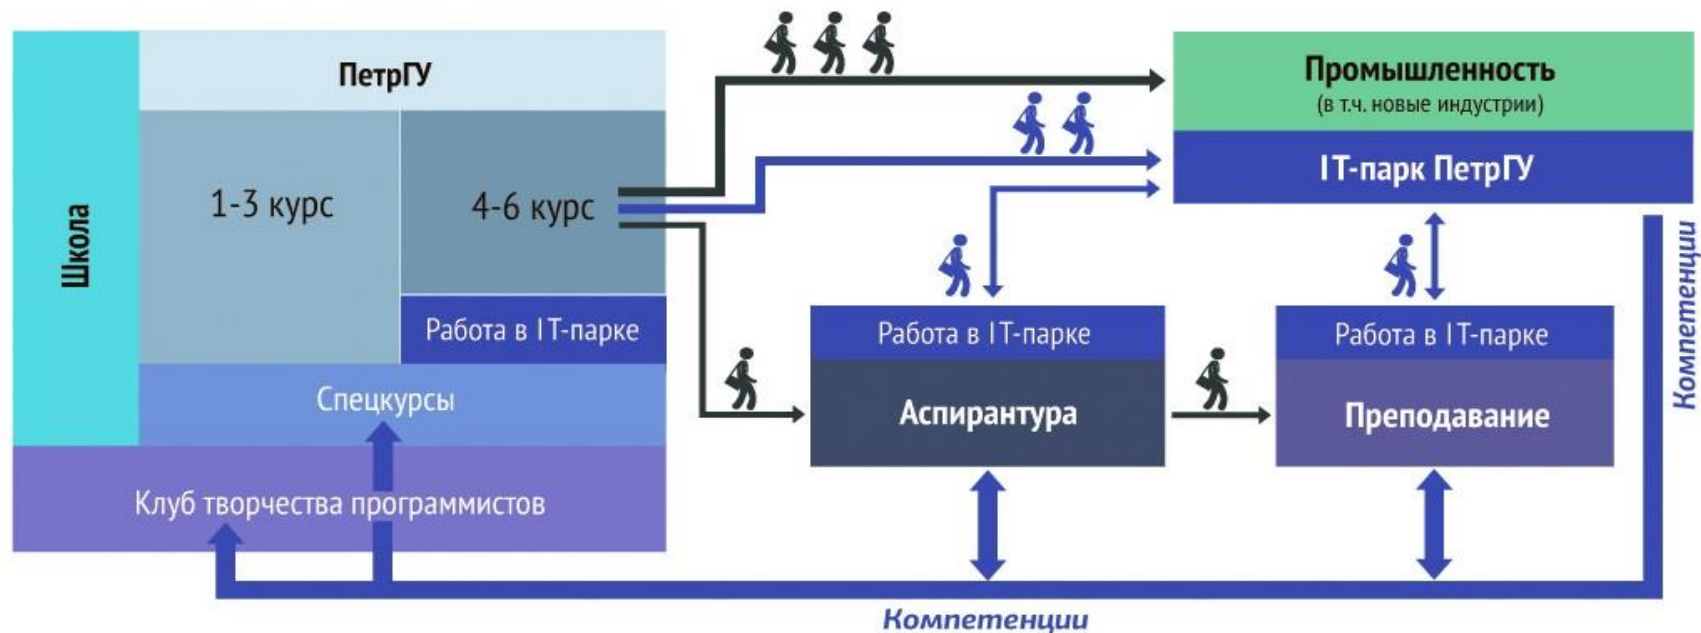 ПетрГУ
Школа
1-3 курс
4-6 курс
Работа в IT-парке
Спецкурсы
Клуб творчества программистов
Промышленность
(в т.ч. новые индустрии)
IT-парк ПетрГУ
Работа в IT-парке
Аспирантура
Работа в IT-парке
Преподавание
Компетенции
Компетенции